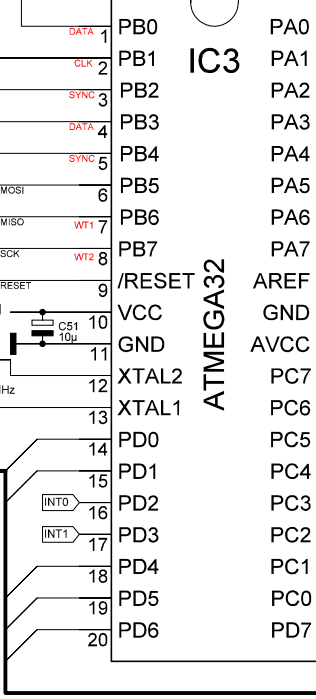 DATA 1 PB0 PA0
CLK 2 PB1 IC3 PA1
SYNC 3 PB2 PA2
DATA 4 PB3 PA3
SYNC 5 PB4 PA4
MOSI 6 PB5 PA5
MISO WT1 7 PB6 PA6
SCK WT2 8 PB7 PA7
RESET 9 /RESET AREF
10 VCC GND
C51
10µ
11 GND AVCC
12 XTAL2 PC7
Hz
13 XTAL1 PC6
14 PD0 PC5
15 PD1 PC4
INT0 16 PD2 PC3
INT1 17 PD3 PC2
18 PD4 PC1
19 PD5 PC0
20 PD6 PD7
ATMEGA32